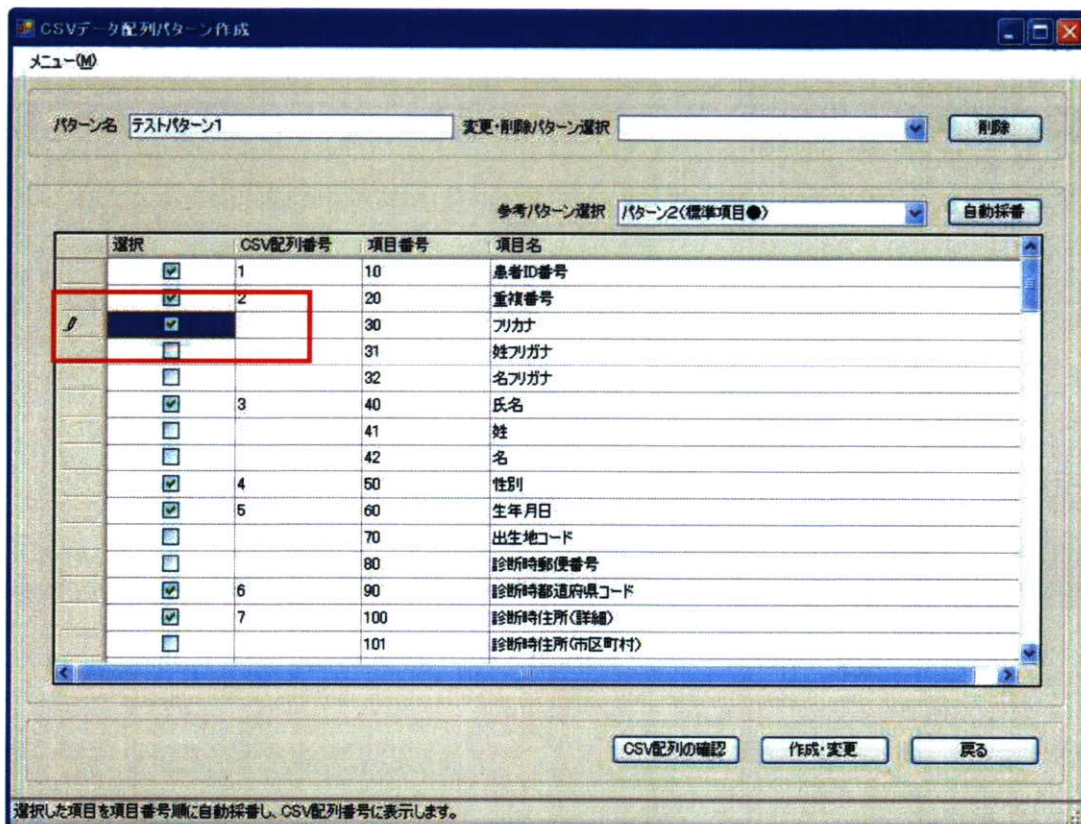 CSVデータ配列パターン作成
メニュー(M)
パターン名 テストパターン1 変更・削除パターン選択 削除
参考パターン選択 パターン2(標準項目●) 自動採番
選択 CSV配列番号 項目番号 項目名
1 10 患者ID番号
2 20 重複番号
30 フリカナ
31 姓フリガナ
32 名フリガナ
3 40 氏名
41 姓
42 名
4 50 性別
5 60 生年月日
70 出生地コード
80 診断時郵便番号
6 90 診断時都道府県コード
7 100 診断時住所(詳細)
101 診断時住所(市区町村)
CSV配列の確認 作成・変更 戻る
選択した項目を項目番号順に自動採番し、CSV配列番号に表示します。